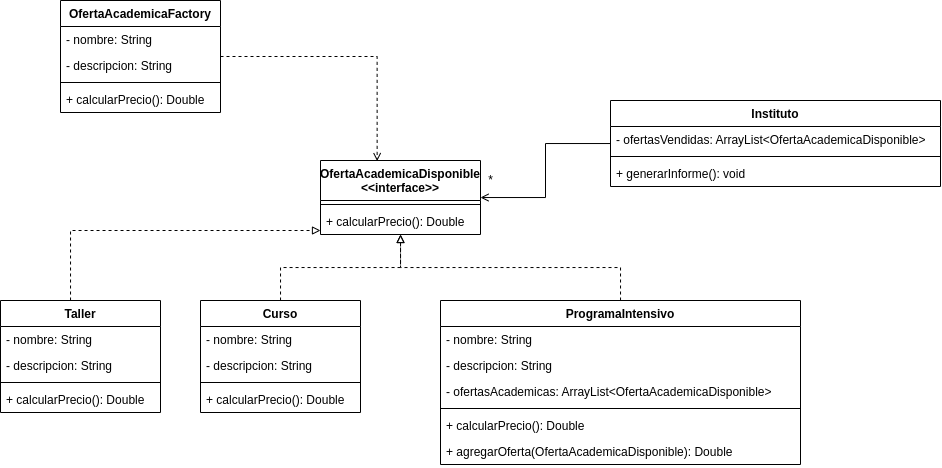 OfertaAcademicaFactory
- nombre: String
- descripcion: String
+ calcularPrecio(): Double
Instituto
- ofertasVendidas: ArrayList<OfertaAcademicaDisponible>
+ generarInforme(): void
OfertaAcademicaDisponible
<<interface>>
+ calcularPrecio(): Double
*
Taller
- nombre: String
- descripcion: String
+ calcularPrecio(): Double
Curso
- nombre: String
- descripcion: String
+ calcularPrecio(): Double
ProgramaIntensivo
- nombre: String
- descripcion: String
- ofertasAcademicas: ArrayList<OfertaAcademicaDisponible>
+ calcularPrecio(): Double
+ agregarOferta(OfertaAcademicaDisponible): Double